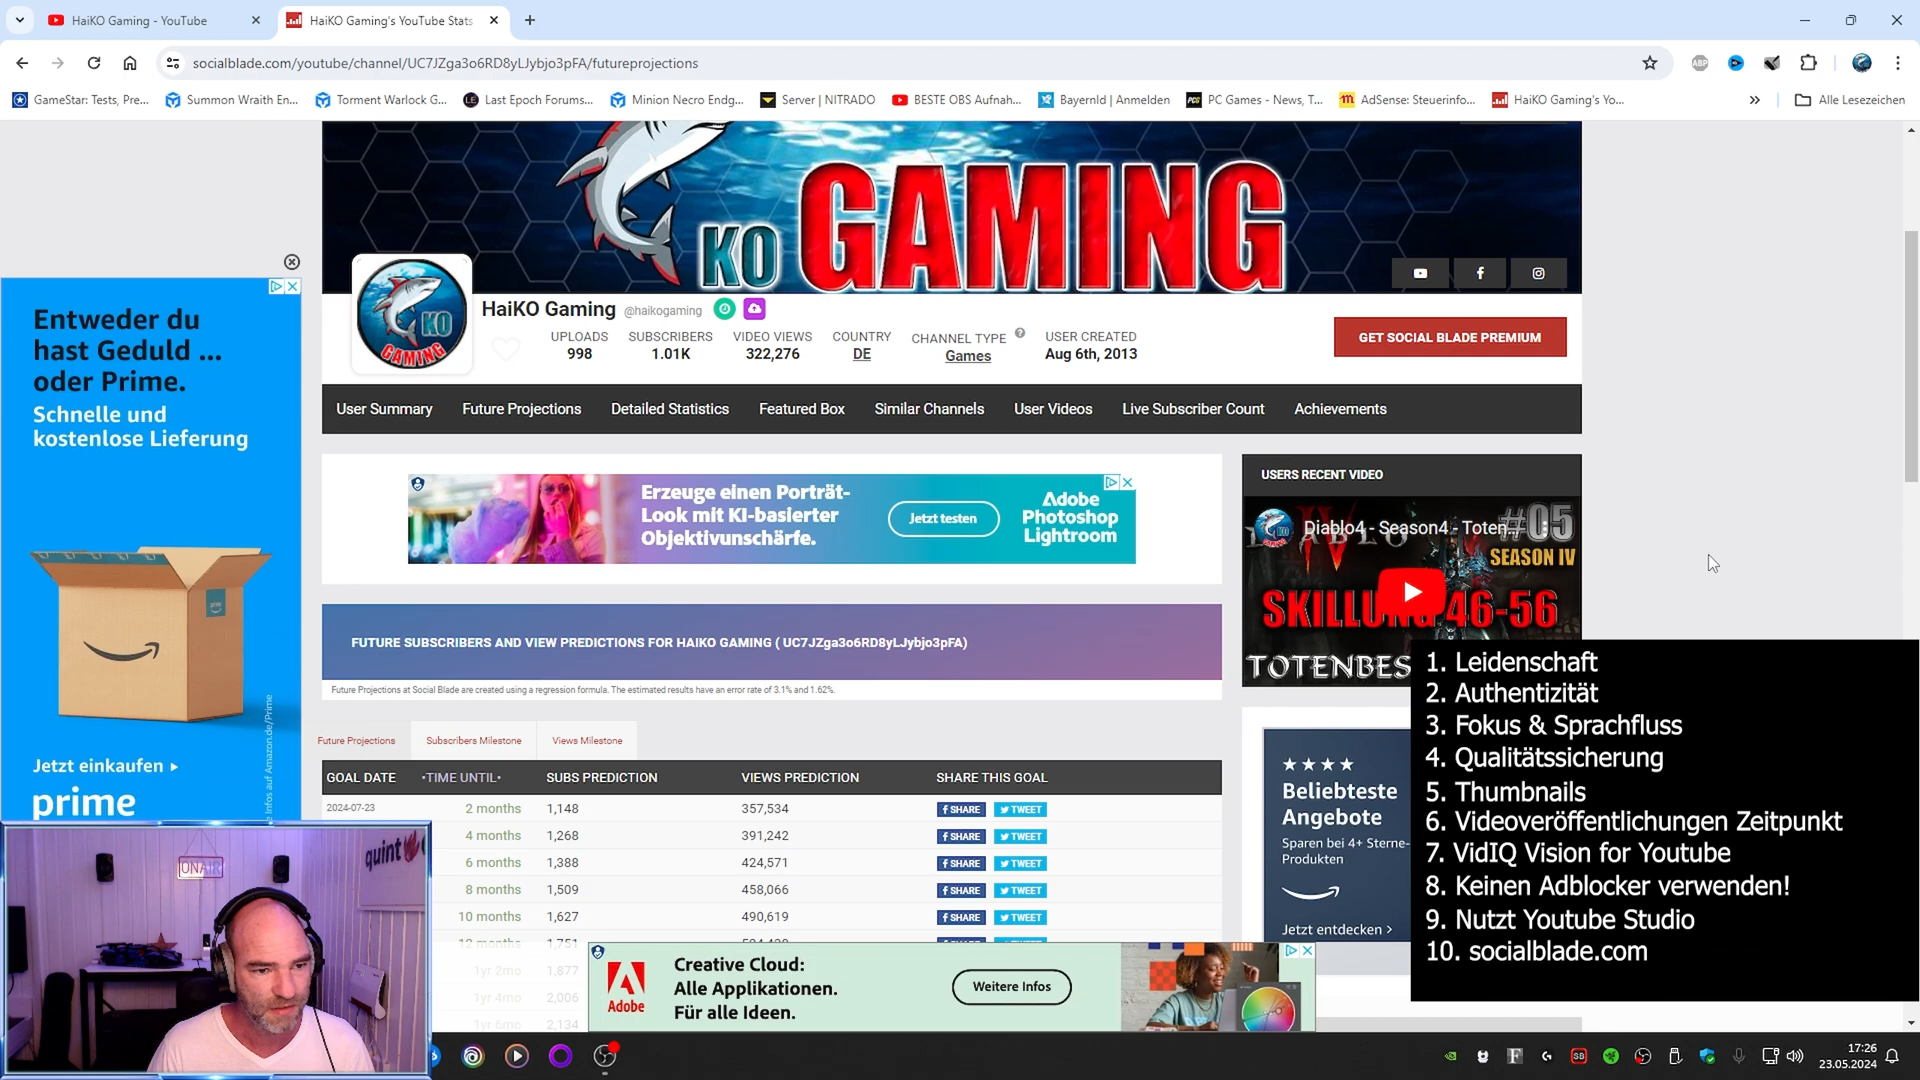 HaiKO Gaming - YouTube
HaiKO Gaming's YouTube Stats
socialblade.com/youtube/channel/UC7JZga3o6RD8yLJybjo3pFA/futureprojections
ABP
GameStar: Tests, Pre...
Summon Wraith En...
Torment Warlock G...
Last Epoch Forums...
Minion Necro Endg...
Server | NITRADO
BESTE OBS Aufnah...
BayernId | Anmelden
PC Games - News, T...
AdSense: Steuerinfo...
HaiKO Gaming's Yo...
Alle Lesezeichen
KO GAMING
KO
GAMING
HaiKO Gaming @haikogaming
UPLOADS
998
SUBSCRIBERS
1.01K
VIDEO VIEWS
322,276
COUNTRY
DE
CHANNEL TYPE
Games
USER CREATED
Aug 6th, 2013
GET SOCIAL BLADE PREMIUM
User Summary
Future Projections
Detailed Statistics
Featured Box
Similar Channels
User Videos
Live Subscriber Count
Achievements
Entweder du
hast Geduld ...
oder Prime.
Schnelle und
kostenlose Lieferung
prime
Jetzt einkaufen
prime
Infos auf Amazon.de/Prime
Erzeuge einen Porträt-
Look mit KI-basierter
Objektivunschärfe.
Jetzt testen
Adobe
Photoshop
Lightroom
USERS RECENT VIDEO
Diablo4 - Season4 - Toten...
#05
SEASON IV
SKILLUNG 46-56
TOTENBES
FUTURE SUBSCRIBERS AND VIEW PREDICTIONS FOR HAIKO GAMING ( UC7JZga3o6RD8yLJybjo3pFA)
Future Projections at Social Blade are created using a regression formula. The estimated results have an error rate of 3.1% and 1.62%.
Future Projections
Subscribers Milestone
Views Milestone
GOAL DATE •TIME UNTIL• SUBS PREDICTION VIEWS PREDICTION SHARE THIS GOAL
2024-07-23 2 months 1,148 357,534 SHARE TWEET
4 months 1,268 391,242 SHARE TWEET
6 months 1,388 424,571 SHARE TWEET
8 months 1,509 458,066 SHARE TWEET
10 months 1,627 490,619 SHARE TWEET
12 months 1,751
1yr 2mo 1,877
1yr 4mo 2,006
1yr 6mo 2,134
Beliebteste
Angebote
Sparen bei 4+ Sterne-
Produkten
Jetzt entdecken >
1. Leidenschaft
2. Authentizität
3. Fokus & Sprachfluss
4. Qualitätssicherung
5. Thumbnails
6. Videoveröffentlichungen Zeitpunkt
7. VidIQ Vision for Youtube
8. Keinen Adblocker verwenden!
9. Nutzt Youtube Studio
10. socialblade.com
Adobe
Creative Cloud:
Alle Applikationen.
Für alle Ideen.
Weitere Infos
ON AIR
quint
17:26
23.05.2024